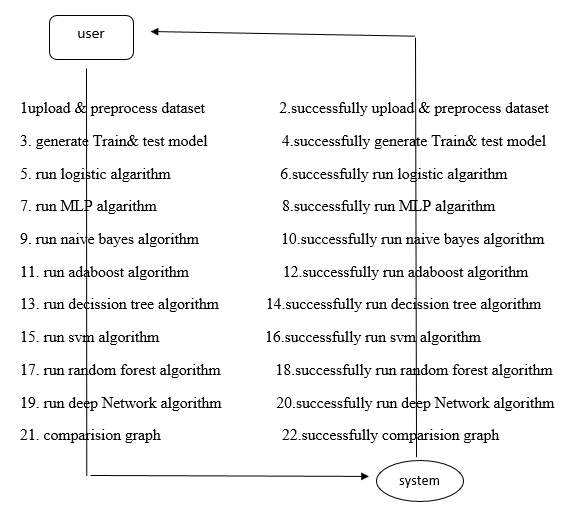 user
1upload & preprocess dataset
2.successfully upload & preprocess dataset
3. generate Train& test model
4.successfully generate Train& test model
5. run logistic algarithm
6.successfully run logistic algarithm
7. run MLP algarithm
8.successfully run MLP algarithm
9. run naive bayes algorithm
10.successfully run naive bayes algorithm
11. run adaboost algorithm
12.successfully run adaboost algorithm
13. run decission tree algorithm
14.successfully run decission tree algorithm
15. run svm algorithm
16.successfully run svm algorithm
17. run random forest algorithm
18.successfully run random forest algorithm
19. run deep Network algorithm
20.successfully run deep Network algorithm
21. comparision graph
22.successfully comparision graph
system